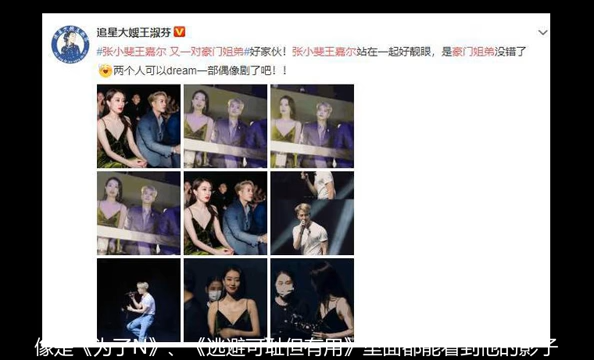 追星大嫂王淑芬
#张小斐王嘉尔 又一对豪门姐弟#好家伙！张小斐王嘉尔站在一起好靓眼，是豪门姐弟没错了
两个人可以dream一部偶像剧了吧！！
像是《为了N》、《逃避可耻但有用》里面都能看到他的影子